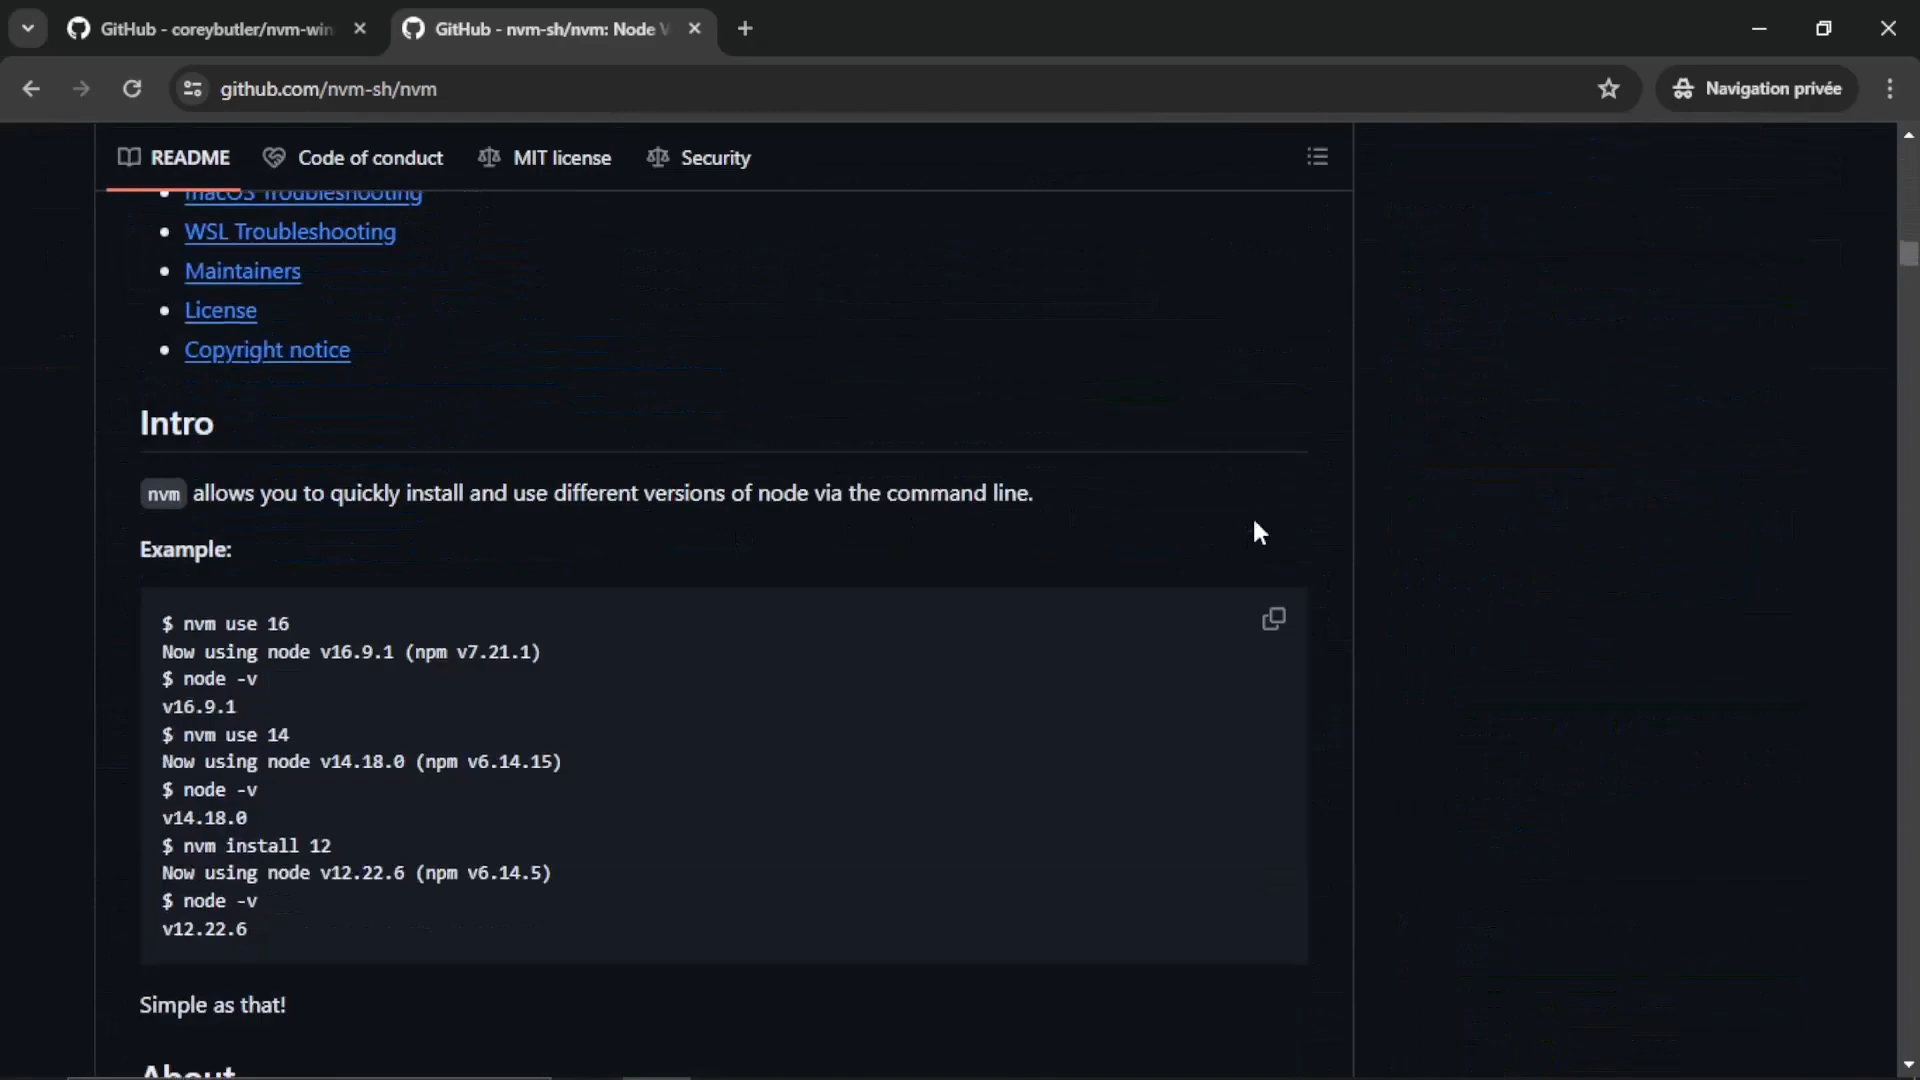 GitHub - coreybutler/nvm-win
GitHub - nvm-sh/nvm: Node V
github.com/nvm-sh/nvm
Navigation privée
README
Code of conduct
MIT license
Security
macOS Troubleshooting
WSL Troubleshooting
Maintainers
License
Copyright notice
Intro
nvm allows you to quickly install and use different versions of node via the command line.
Example:
$ nvm use 16
Now using node v16.9.1 (npm v7.21.1)
$ node -v
v16.9.1
$ nvm use 14
Now using node v14.18.0 (npm v6.14.15)
$ node -v
v14.18.0
$ nvm install 12
Now using node v12.22.6 (npm v6.14.5)
$ node -v
v12.22.6
Simple as that!
About